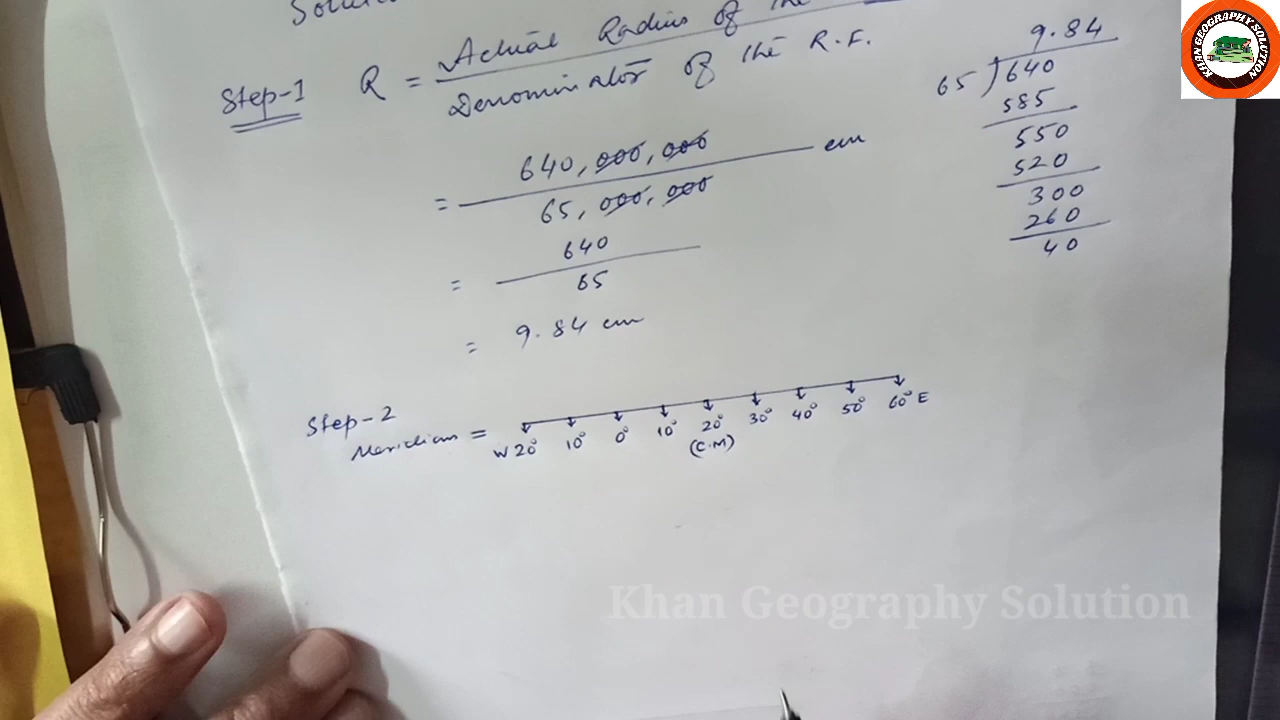 Solution
Step-1 R = Actual Radius of the
Denominator of the R.F.
= 640,000,000 cm
65,000,000
= 640
65
= 9.84 cm
9.84
65)640
585
550
520
300
260
40
Step-2
Meridians =
W 20° 10° 0° 10° 20° 30° 40° 50° 60° E
(C.M)
KHAN GEOGRAPHY SOLUTION
Khan Geography Solution